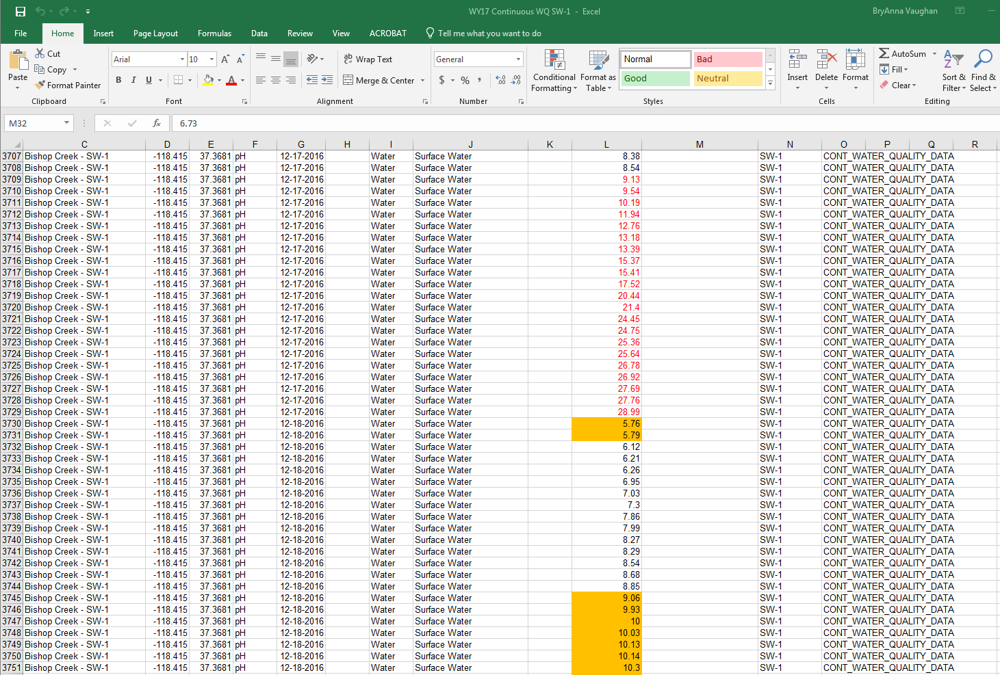 WY17 Continuous WQ SW-1 - Excel
BryAnna Vaughan
File Home Insert Page Layout Formulas Data Review View ACROBAT Tell me what you want to do
Paste
Cut
Copy
Format Painter
Clipboard
Arial 10
B I U
Font
Wrap Text
Merge & Center
Alignment
General
$ % ,
Number
Conditional Formatting
Format as Table
Normal Bad
Good Neutral
Styles
Insert Delete Format
Cells
AutoSum
Fill
Clear
Sort & Filter
Find & Select
Editing
M32 fx 6.73
C D E F G H I J K L M N O P Q R
3707 Bishop Creek - SW-1 -118.415 37.3681 pH 12-17-2016 Water Surface Water 8.38 SW-1 CONT_WATER_QUALITY_DATA
3708 Bishop Creek - SW-1 -118.415 37.3681 pH 12-17-2016 Water Surface Water 8.54 SW-1 CONT_WATER_QUALITY_DATA
3709 Bishop Creek - SW-1 -118.415 37.3681 pH 12-17-2016 Water Surface Water 9.13 SW-1 CONT_WATER_QUALITY_DATA
3710 Bishop Creek - SW-1 -118.415 37.3681 pH 12-17-2016 Water Surface Water 9.54 SW-1 CONT_WATER_QUALITY_DATA
3711 Bishop Creek - SW-1 -118.415 37.3681 pH 12-17-2016 Water Surface Water 10.19 SW-1 CONT_WATER_QUALITY_DATA
3712 Bishop Creek - SW-1 -118.415 37.3681 pH 12-17-2016 Water Surface Water 11.94 SW-1 CONT_WATER_QUALITY_DATA
3713 Bishop Creek - SW-1 -118.415 37.3681 pH 12-17-2016 Water Surface Water 12.76 SW-1 CONT_WATER_QUALITY_DATA
3714 Bishop Creek - SW-1 -118.415 37.3681 pH 12-17-2016 Water Surface Water 13.18 SW-1 CONT_WATER_QUALITY_DATA
3715 Bishop Creek - SW-1 -118.415 37.3681 pH 12-17-2016 Water Surface Water 13.39 SW-1 CONT_WATER_QUALITY_DATA
3716 Bishop Creek - SW-1 -118.415 37.3681 pH 12-17-2016 Water Surface Water 15.37 SW-1 CONT_WATER_QUALITY_DATA
3717 Bishop Creek - SW-1 -118.415 37.3681 pH 12-17-2016 Water Surface Water 15.41 SW-1 CONT_WATER_QUALITY_DATA
3718 Bishop Creek - SW-1 -118.415 37.3681 pH 12-17-2016 Water Surface Water 17.52 SW-1 CONT_WATER_QUALITY_DATA
3719 Bishop Creek - SW-1 -118.415 37.3681 pH 12-17-2016 Water Surface Water 20.44 SW-1 CONT_WATER_QUALITY_DATA
3720 Bishop Creek - SW-1 -118.415 37.3681 pH 12-17-2016 Water Surface Water 21.4 SW-1 CONT_WATER_QUALITY_DATA
3721 Bishop Creek - SW-1 -118.415 37.3681 pH 12-17-2016 Water Surface Water 24.45 SW-1 CONT_WATER_QUALITY_DATA
3722 Bishop Creek - SW-1 -118.415 37.3681 pH 12-17-2016 Water Surface Water 24.75 SW-1 CONT_WATER_QUALITY_DATA
3723 Bishop Creek - SW-1 -118.415 37.3681 pH 12-17-2016 Water Surface Water 25.36 SW-1 CONT_WATER_QUALITY_DATA
3724 Bishop Creek - SW-1 -118.415 37.3681 pH 12-17-2016 Water Surface Water 25.64 SW-1 CONT_WATER_QUALITY_DATA
3725 Bishop Creek - SW-1 -118.415 37.3681 pH 12-17-2016 Water Surface Water 26.78 SW-1 CONT_WATER_QUALITY_DATA
3726 Bishop Creek - SW-1 -118.415 37.3681 pH 12-17-2016 Water Surface Water 26.92 SW-1 CONT_WATER_QUALITY_DATA
3727 Bishop Creek - SW-1 -118.415 37.3681 pH 12-17-2016 Water Surface Water 27.69 SW-1 CONT_WATER_QUALITY_DATA
3728 Bishop Creek - SW-1 -118.415 37.3681 pH 12-17-2016 Water Surface Water 27.76 SW-1 CONT_WATER_QUALITY_DATA
3729 Bishop Creek - SW-1 -118.415 37.3681 pH 12-17-2016 Water Surface Water 28.99 SW-1 CONT_WATER_QUALITY_DATA
3730 Bishop Creek - SW-1 -118.415 37.3681 pH 12-18-2016 Water Surface Water 5.76 SW-1 CONT_WATER_QUALITY_DATA
3731 Bishop Creek - SW-1 -118.415 37.3681 pH 12-18-2016 Water Surface Water 5.79 SW-1 CONT_WATER_QUALITY_DATA
3732 Bishop Creek - SW-1 -118.415 37.3681 pH 12-18-2016 Water Surface Water 6.12 SW-1 CONT_WATER_QUALITY_DATA
3733 Bishop Creek - SW-1 -118.415 37.3681 pH 12-18-2016 Water Surface Water 6.21 SW-1 CONT_WATER_QUALITY_DATA
3734 Bishop Creek - SW-1 -118.415 37.3681 pH 12-18-2016 Water Surface Water 6.26 SW-1 CONT_WATER_QUALITY_DATA
3735 Bishop Creek - SW-1 -118.415 37.3681 pH 12-18-2016 Water Surface Water 6.95 SW-1 CONT_WATER_QUALITY_DATA
3736 Bishop Creek - SW-1 -118.415 37.3681 pH 12-18-2016 Water Surface Water 7.03 SW-1 CONT_WATER_QUALITY_DATA
3737 Bishop Creek - SW-1 -118.415 37.3681 pH 12-18-2016 Water Surface Water 7.3 SW-1 CONT_WATER_QUALITY_DATA
3738 Bishop Creek - SW-1 -118.415 37.3681 pH 12-18-2016 Water Surface Water 7.86 SW-1 CONT_WATER_QUALITY_DATA
3739 Bishop Creek - SW-1 -118.415 37.3681 pH 12-18-2016 Water Surface Water 7.99 SW-1 CONT_WATER_QUALITY_DATA
3740 Bishop Creek - SW-1 -118.415 37.3681 pH 12-18-2016 Water Surface Water 8.27 SW-1 CONT_WATER_QUALITY_DATA
3741 Bishop Creek - SW-1 -118.415 37.3681 pH 12-18-2016 Water Surface Water 8.29 SW-1 CONT_WATER_QUALITY_DATA
3742 Bishop Creek - SW-1 -118.415 37.3681 pH 12-18-2016 Water Surface Water 8.54 SW-1 CONT_WATER_QUALITY_DATA
3743 Bishop Creek - SW-1 -118.415 37.3681 pH 12-18-2016 Water Surface Water 8.68 SW-1 CONT_WATER_QUALITY_DATA
3744 Bishop Creek - SW-1 -118.415 37.3681 pH 12-18-2016 Water Surface Water 8.85 SW-1 CONT_WATER_QUALITY_DATA
3745 Bishop Creek - SW-1 -118.415 37.3681 pH 12-18-2016 Water Surface Water 9.06 SW-1 CONT_WATER_QUALITY_DATA
3746 Bishop Creek - SW-1 -118.415 37.3681 pH 12-18-2016 Water Surface Water 9.93 SW-1 CONT_WATER_QUALITY_DATA
3747 Bishop Creek - SW-1 -118.415 37.3681 pH 12-18-2016 Water Surface Water 10 SW-1 CONT_WATER_QUALITY_DATA
3748 Bishop Creek - SW-1 -118.415 37.3681 pH 12-18-2016 Water Surface Water 10.03 SW-1 CONT_WATER_QUALITY_DATA
3749 Bishop Creek - SW-1 -118.415 37.3681 pH 12-18-2016 Water Surface Water 10.13 SW-1 CONT_WATER_QUALITY_DATA
3750 Bishop Creek - SW-1 -118.415 37.3681 pH 12-18-2016 Water Surface Water 10.14 SW-1 CONT_WATER_QUALITY_DATA
3751 Bishop Creek - SW-1 -118.415 37.3681 pH 12-18-2016 Water Surface Water 10.3 SW-1 CONT_WATER_QUALITY_DATA